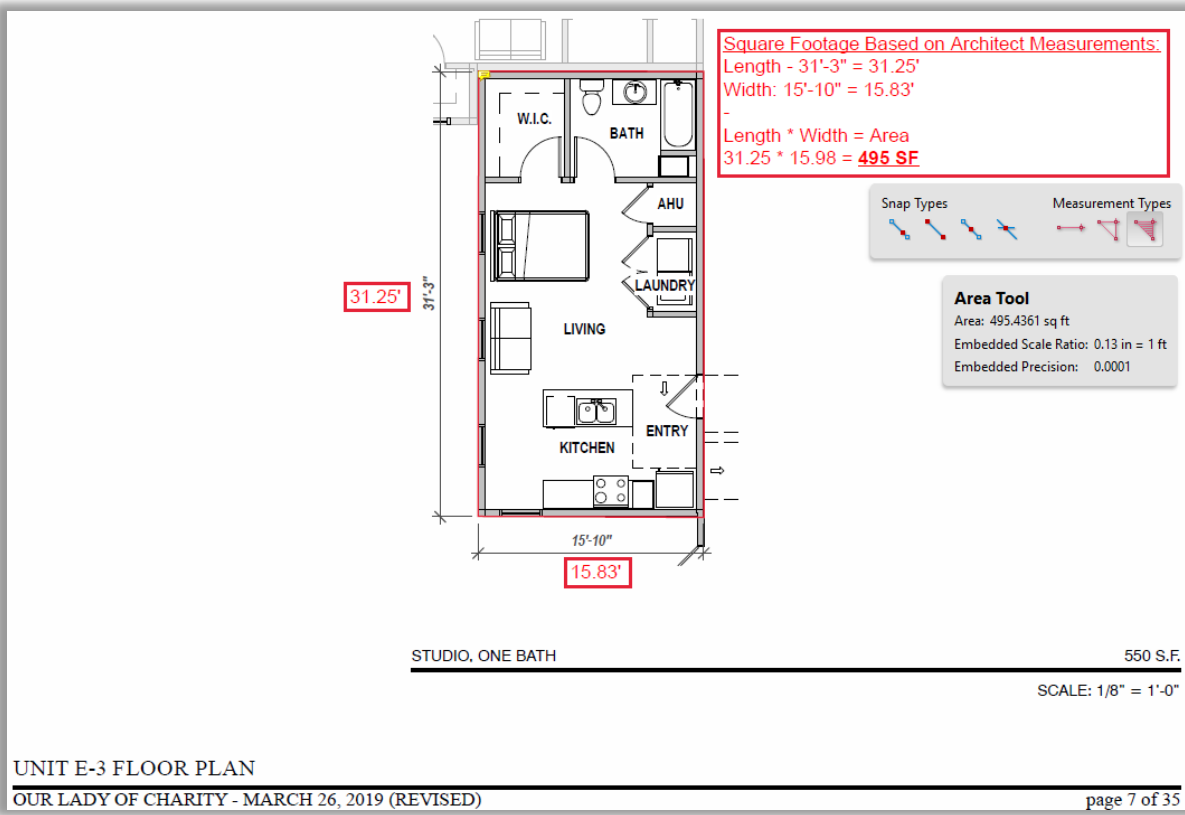 Square Footage Based on Architect Measurements:
Length - 31'-3" = 31.25'
Width: 15'-10" = 15.83'
-
Length * Width = Area
31.25 * 15.98 = 495 SF
W.I.C.
BATH
Snap Types
Measurement Types
AHU
LAUNDRY
31.25'
31'-3"
Area Tool
Area: 495.4361 sq ft
Embedded Scale Ratio: 0.13 in = 1 ft
Embedded Precision: 0.0001
LIVING
ENTRY
KITCHEN
15'-10"
15.83'
STUDIO, ONE BATH
550 S.F.
SCALE: 1/8" = 1'-0"
UNIT E-3 FLOOR PLAN
OUR LADY OF CHARITY - MARCH 26, 2019 (REVISED)
page 7 of 35